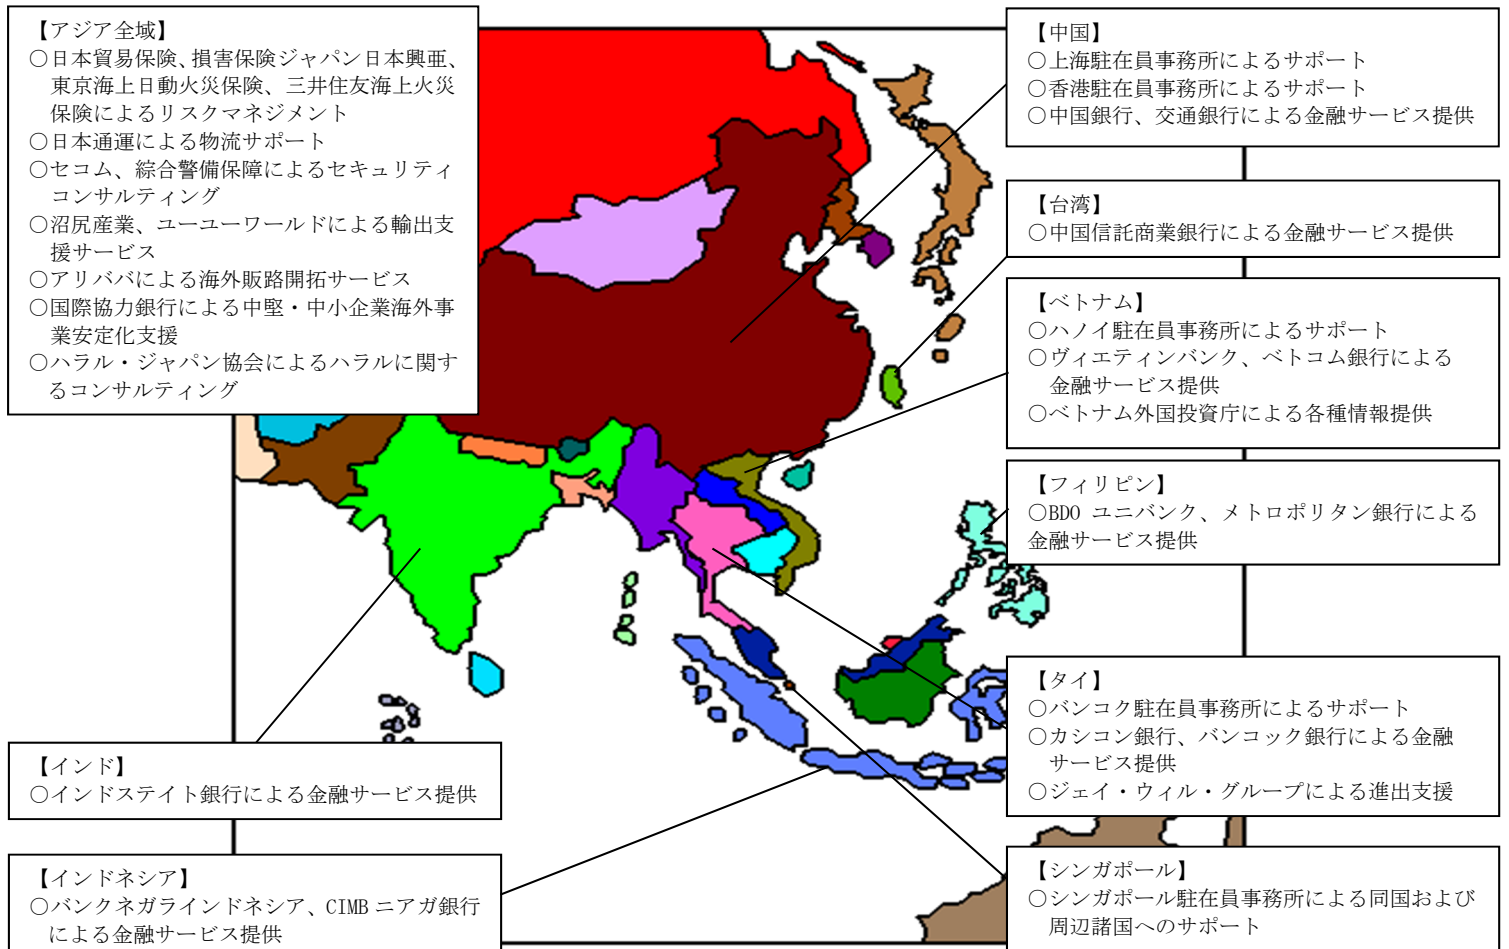 【アジア全域】
○日本貿易保険、損害保険ジャパン日本興亜、
東京海上日動火災保険、三井住友海上火災
保険によるリスクマネジメント
○日本通運による物流サポート
○セコム、綜合警備保障によるセキュリティ
コンサルティング
○沼尻産業、ユーユーワールドによる輸出支
援サービス
○アリババによる海外販路開拓サービス
○国際協力銀行による中堅・中小企業海外事
業安定化支援
○ハラル・ジャパン協会によるハラルに関す
るコンサルティング
【中国】
○上海駐在員事務所によるサポート
○香港駐在員事務所によるサポート
○中国銀行、交通銀行による金融サービス提供
【台湾】
○中国信託商業銀行による金融サービス提供
【ベトナム】
○ハノイ駐在員事務所によるサポート
○ヴィエティンバンク、ベトコム銀行による
金融サービス提供
○ベトナム外国投資庁による各種情報提供
【フィリピン】
○BDO ユニバンク、メトロポリタン銀行による
金融サービス提供
【タイ】
○バンコク駐在員事務所によるサポート
○カシコン銀行、バンコック銀行による金融
サービス提供
○ジェイ・ウィル・グループによる進出支援
【シンガポール】
○シンガポール駐在員事務所による同国および
周辺諸国へのサポート
【インド】
○インドステイト銀行による金融サービス提供
【インドネシア】
○バンクネガラインドネシア、CIMB ニアガ銀行
による金融サービス提供